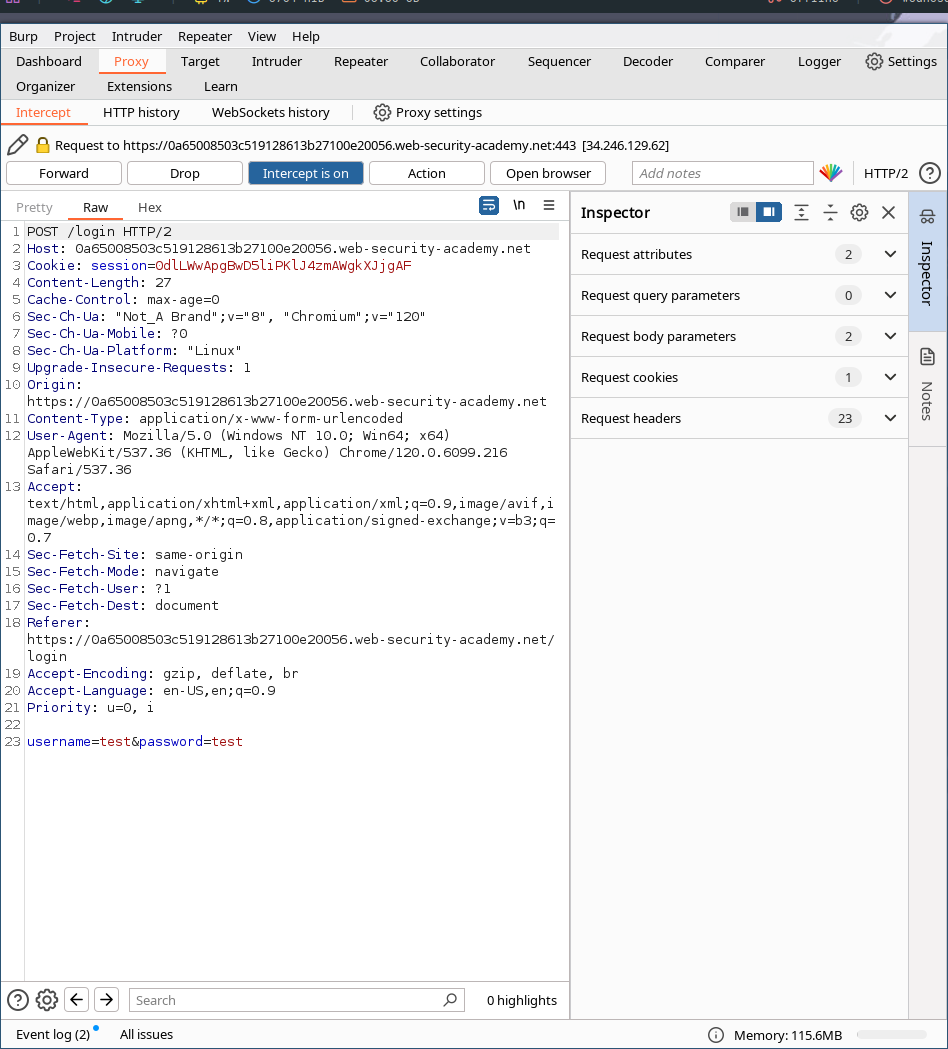 Burp Project Intruder Repeater View Help
Dashboard Proxy Target Intruder Repeater Collaborator Sequencer Decoder Comparer Logger Settings
Organizer Extensions Learn
Intercept HTTP history WebSockets history Proxy settings
Request to https://0a65008503c519128613b27100e20056.web-security-academy.net:443 [34.246.129.62]
Forward Drop Intercept is on Action Open browser Add notes HTTP/2
Pretty Raw Hex \n
1 POST /login HTTP/2
2 Host: 0a65008503c519128613b27100e20056.web-security-academy.net
3 Cookie: session=0dlLWwApgBwD5liPKlJ4zmAWgkXJjgAF
4 Content-Length: 27
5 Cache-Control: max-age=0
6 Sec-Ch-Ua: "Not_A Brand";v="8", "Chromium";v="120"
7 Sec-Ch-Ua-Mobile: ?0
8 Sec-Ch-Ua-Platform: "Linux"
9 Upgrade-Insecure-Requests: 1
10 Origin:
https://0a65008503c519128613b27100e20056.web-security-academy.net
11 Content-Type: application/x-www-form-urlencoded
12 User-Agent: Mozilla/5.0 (Windows NT 10.0; Win64; x64)
AppleWebKit/537.36 (KHTML, like Gecko) Chrome/120.0.6099.216
Safari/537.36
13 Accept:
text/html,application/xhtml+xml,application/xml;q=0.9,image/avif,i
mage/webp,image/apng,*/*;q=0.8,application/signed-exchange;v=b3;q=
0.7
14 Sec-Fetch-Site: same-origin
15 Sec-Fetch-Mode: navigate
16 Sec-Fetch-User: ?1
17 Sec-Fetch-Dest: document
18 Referer:
https://0a65008503c519128613b27100e20056.web-security-academy.net/
login
19 Accept-Encoding: gzip, deflate, br
20 Accept-Language: en-US,en;q=0.9
21 Priority: u=0, i
22
23 username=test&password=test
Inspector
Request attributes 2
Request query parameters 0
Request body parameters 2
Request cookies 1
Request headers 23
Inspector
Notes
Search 0 highlights
Event log (2) All issues Memory: 115.6MB